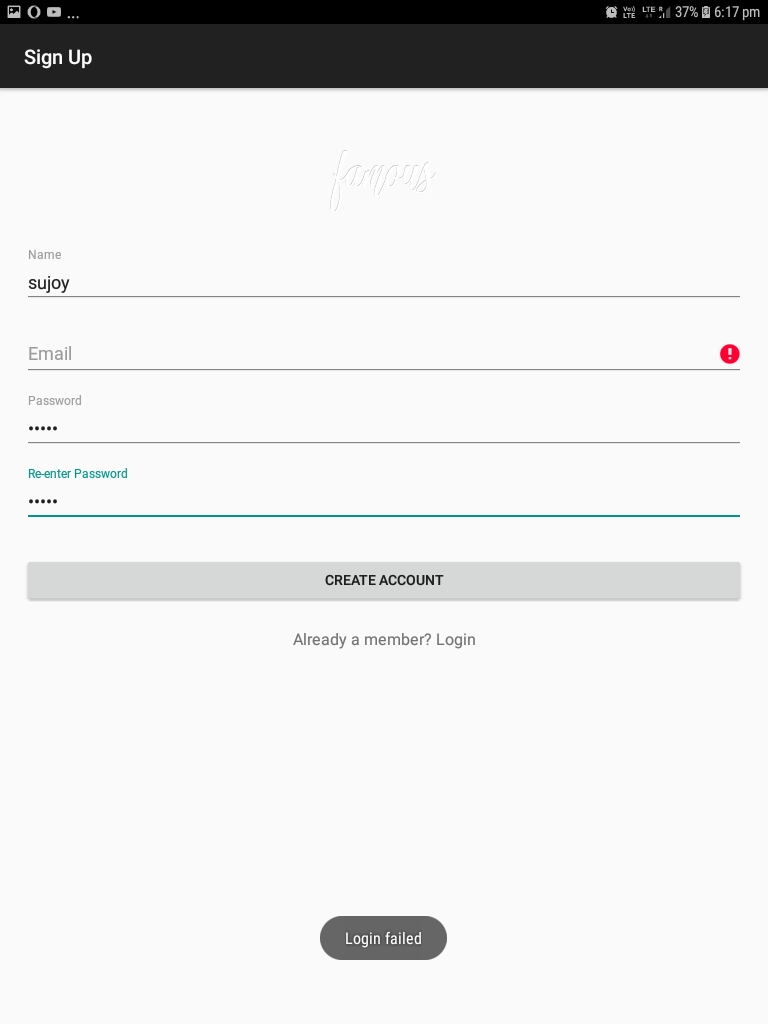 ... VoI) LTE LTE R 37% 6:17 pm
Sign Up
famous
Name
sujoy
Email
Password
•••••
Re-enter Password
•••••
CREATE ACCOUNT
Already a member? Login
Login failed